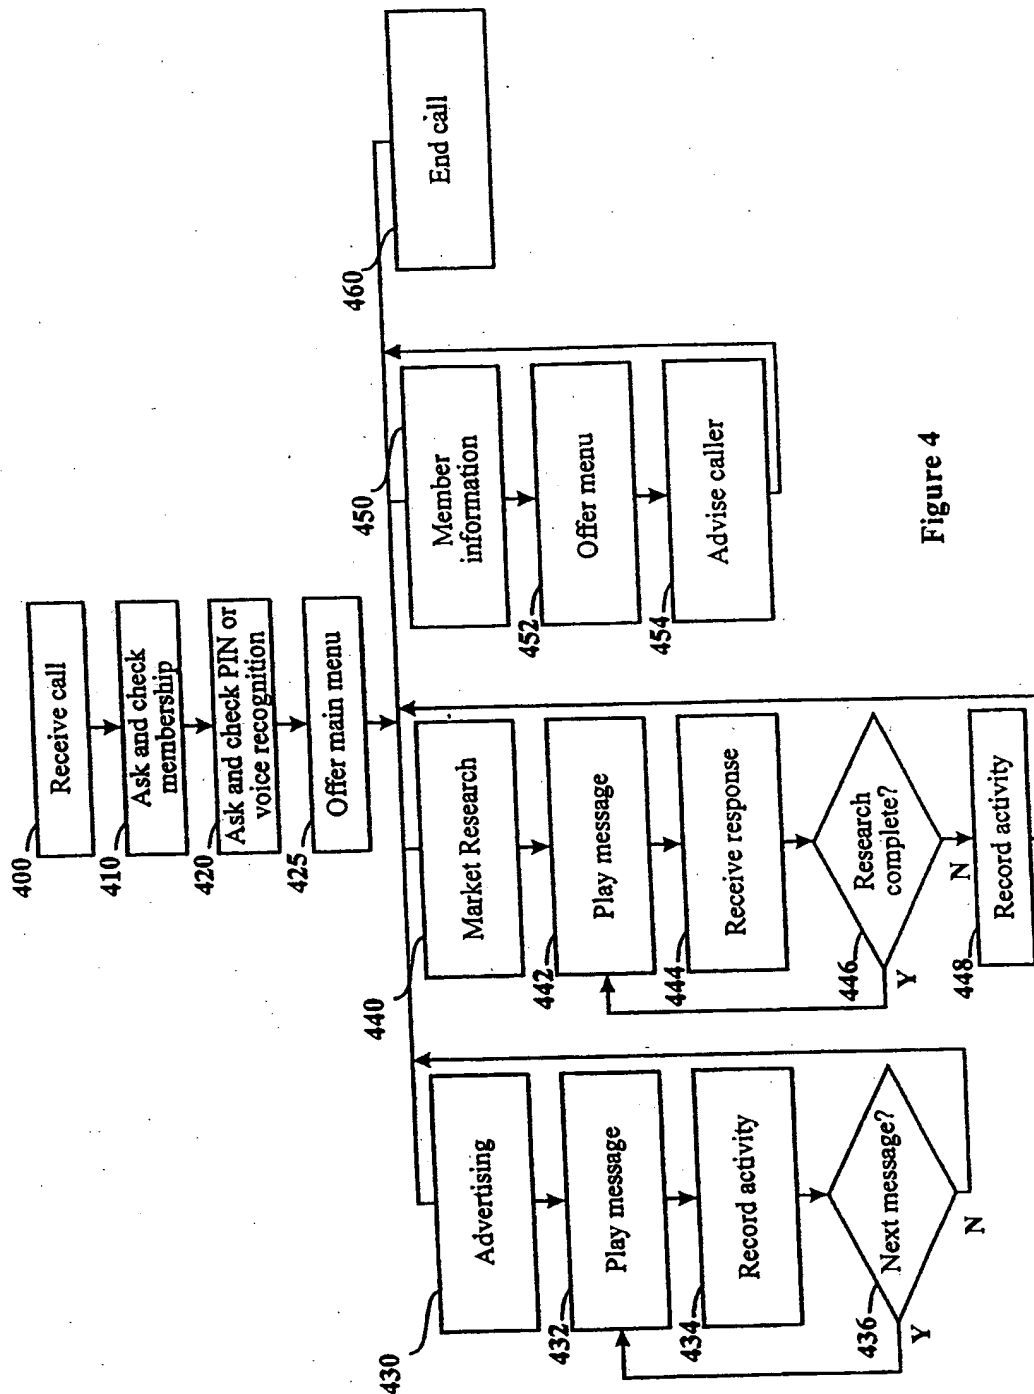 400
Receive call
410
Ask and check
membership
420
Ask and check PIN or
voice recognition
425
Offer main menu
430
Advertising
432
Play message
434
Record activity
436
Next message?
Y
N
440
Market Research
442
Play message
444
Receive response
446
Research
complete?
Y
N
448
Record activity
450
Member
information
452
Offer menu
454
Advise caller
460
End call
Figure 4